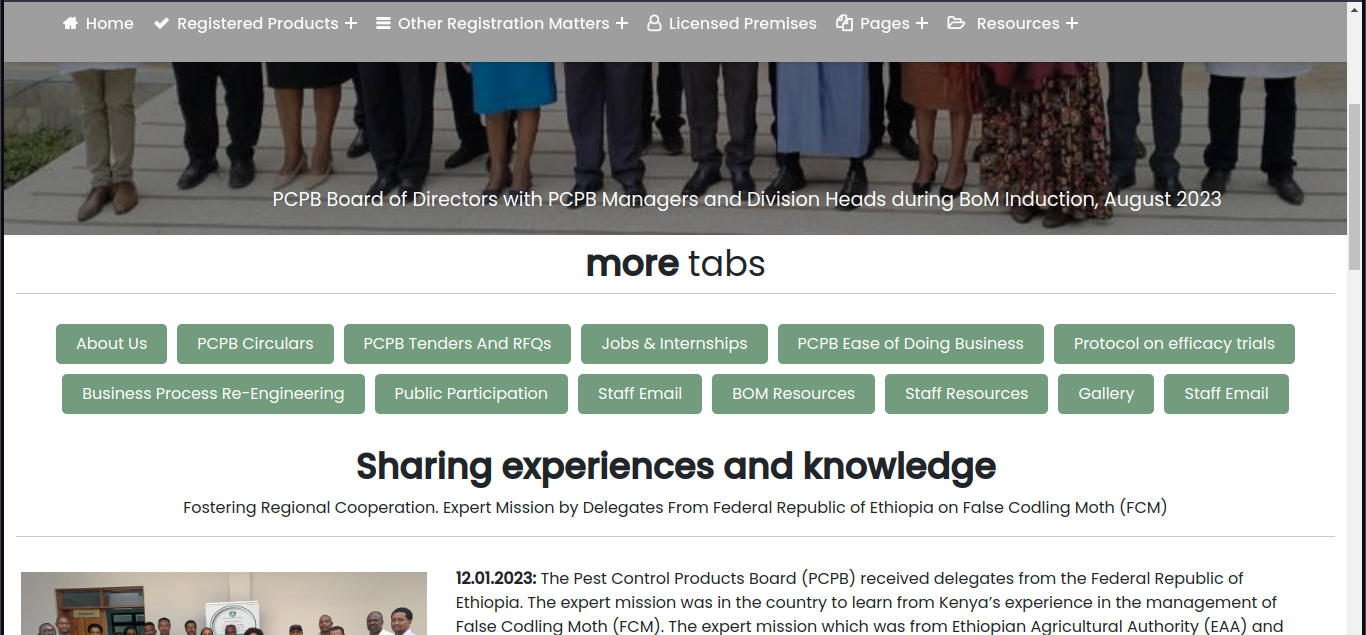 Home Registered Products + Other Registration Matters + Licensed Premises Pages + Resources +
PCPB Board of Directors with PCPB Managers and Division Heads during BoM Induction, August 2023
more tabs
About Us PCPB Circulars PCPB Tenders And RFQs Jobs & Internships PCPB Ease of Doing Business Protocol on efficacy trials
Business Process Re-Engineering Public Participation Staff Email BOM Resources Staff Resources Gallery Staff Email
Sharing experiences and knowledge
Fostering Regional Cooperation. Expert Mission by Delegates From Federal Republic of Ethiopia on False Codling Moth (FCM)
12.01.2023: The Pest Control Products Board (PCPB) received delegates from the Federal Republic of
Ethiopia. The expert mission was in the country to learn from Kenya’s experience in the management of
False Codling Moth (FCM). The expert mission which was from Ethiopian Agricultural Authority (EAA) and